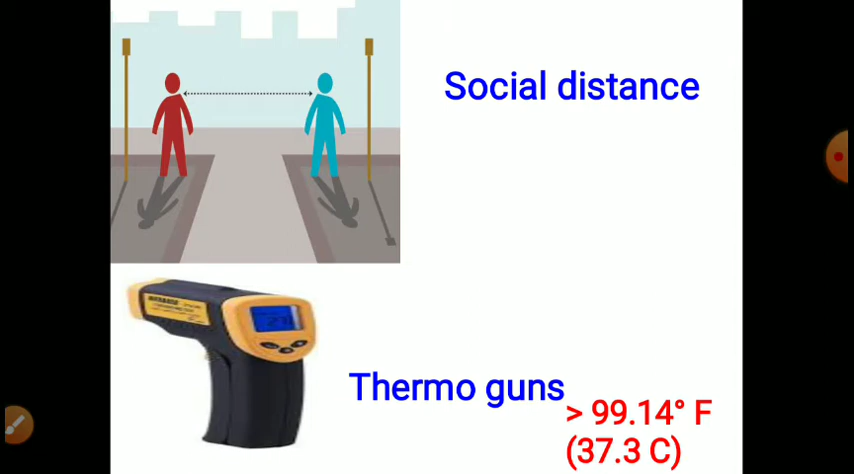 Social distance
Thermo guns
> 99.14° F
(37.3 C)